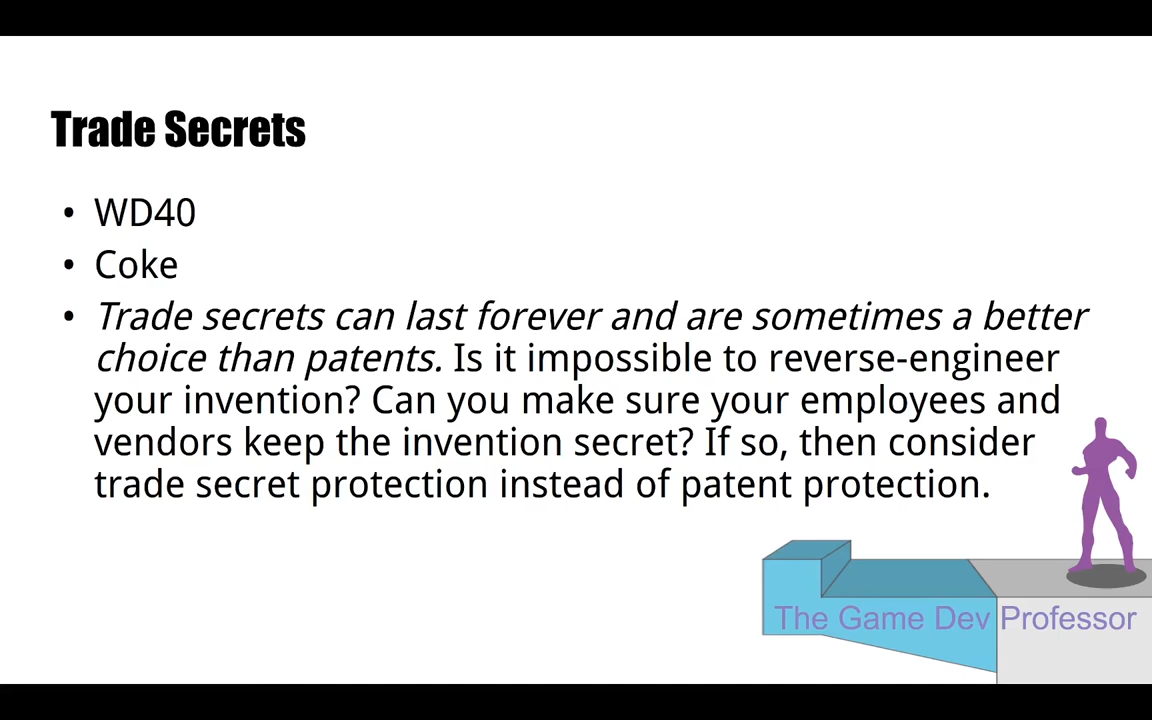 Trade Secrets
• WD40
• Coke
• Trade secrets can last forever and are sometimes a better
choice than patents. Is it impossible to reverse-engineer
your invention? Can you make sure your employees and
vendors keep the invention secret? If so, then consider
trade secret protection instead of patent protection.
The Game Dev Professor